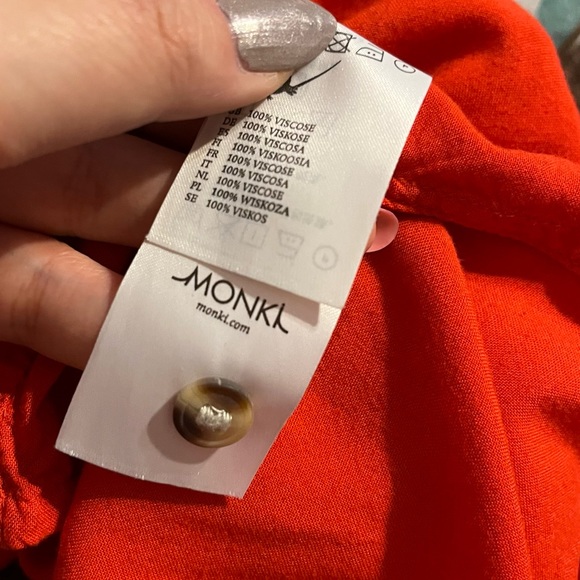 GB 100% VISCOSE
DE 100% VISKOSE
ES 100% VISCOSA
FI 100% VISKOOSIA
FR 100% VISCOSE
IT 100% VISCOSA
NL 100% VISCOSE
PL 100% WISKOZA
SE 100% VISKOS
MONKI
monki.com